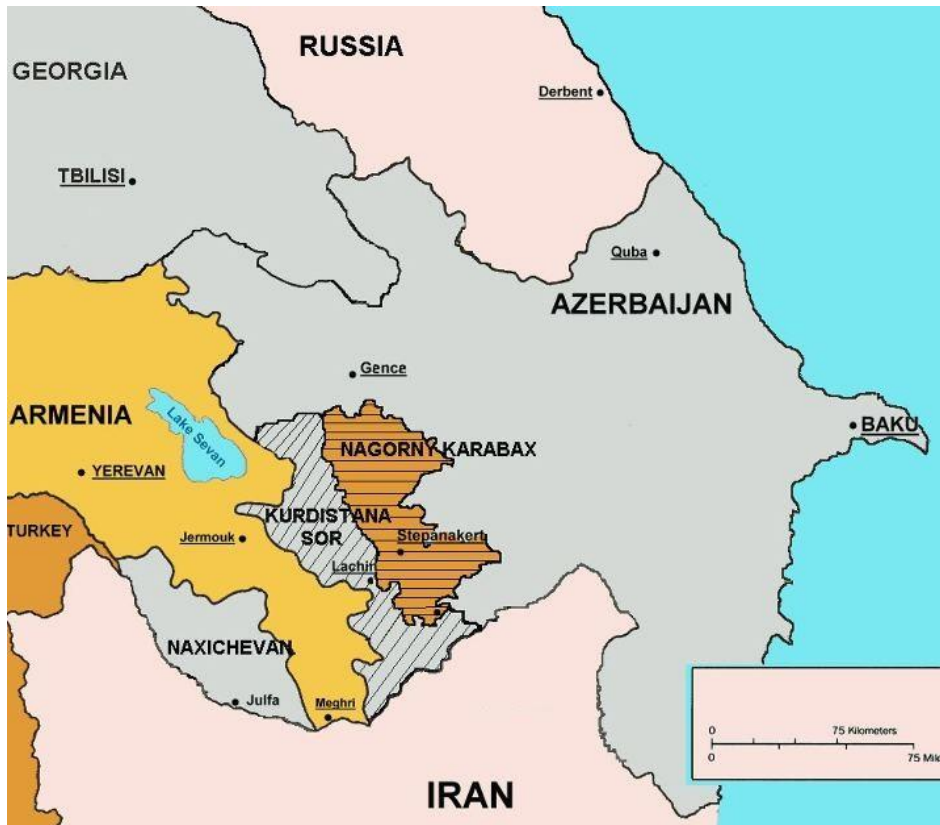 RUSSIA
GEORGIA
Derbent
TBILISI
Quba
AZERBAIJAN
Gence
ARMENIA
Lake Sevan
BAKU
NAGORNY KARABAX
YEREVAN
KURDISTANA
SOR
TURKEY
Stepanakert
Jermouk
Lachin
NAXICHEVAN
Julfa
Meghri
0
75 Kilometers
0
75 Mile
IRAN